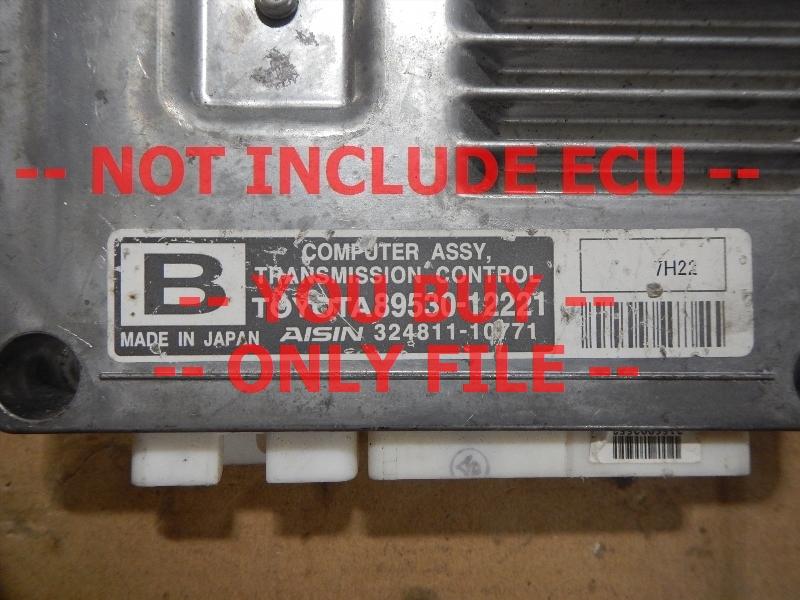 -- NOT INCLUDE ECU --
B
COMPUTER ASSY,
TRANSMISSION CONTROL
-- YOU BUY --
TOYOTA 89530-12221
MADE IN JAPAN AISIN 324811-10771
7H22
-- ONLY FILE --